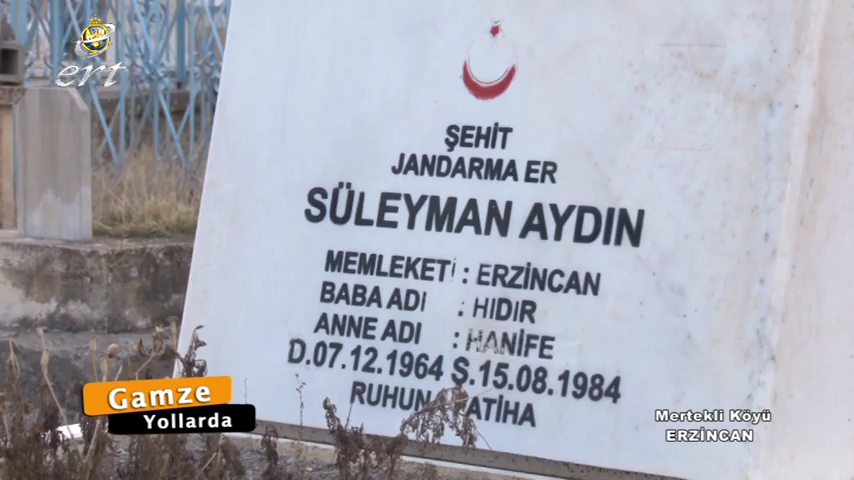 ert
ŞEHİT
JANDARMA ER
SÜLEYMAN AYDIN
MEMLEKETİ : ERZİNCAN
BABA ADI : HIDIR
ANNE ADI : HANİFE
D.07.12.1964 Ş.15.08.1984
RUHUNA FATİHA
Gamze
Yollarda
Mertekli Köyü
ERZİNCAN